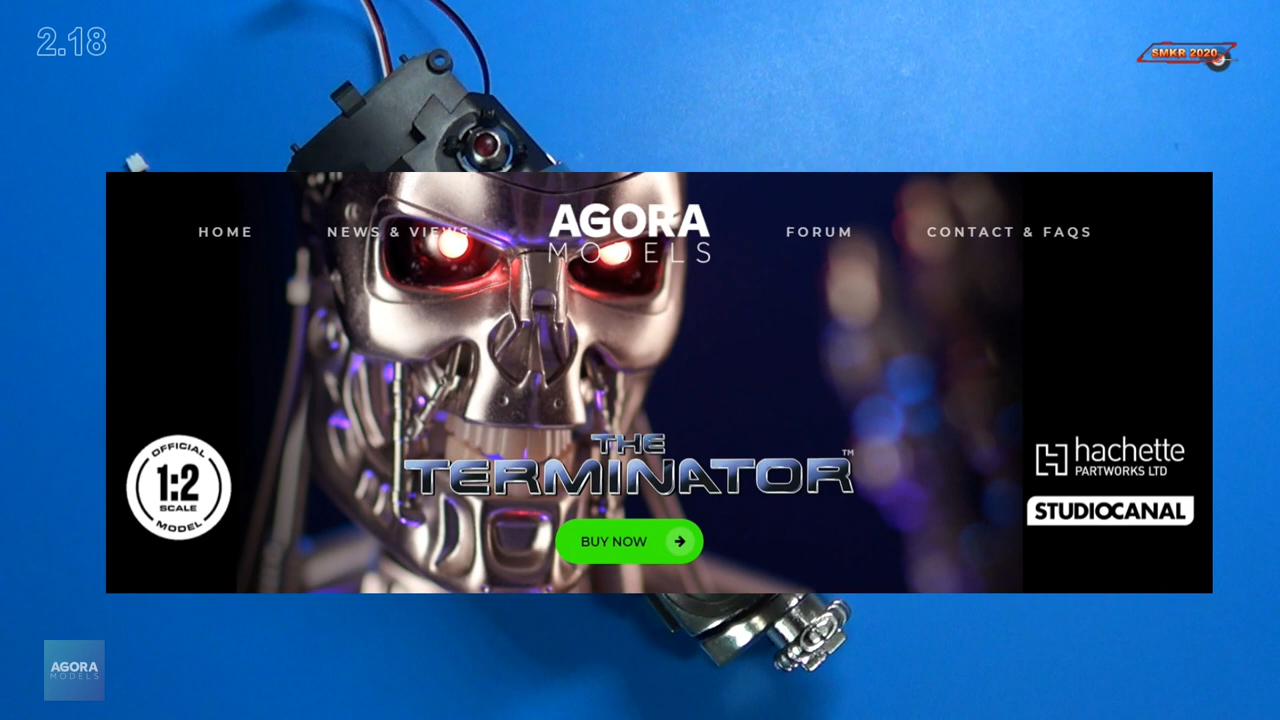 2.18
SMKR 2020
HOME
NEWS & VIEWS
AGORA
MODELS
FORUM
CONTACT & FAQS
OFFICIAL
1:2
SCALE
MODEL
THE
TERMINATOR™
BUY NOW
hachette
PARTWORKS LTD
STUDIOCANAL
AGORA
MODELS